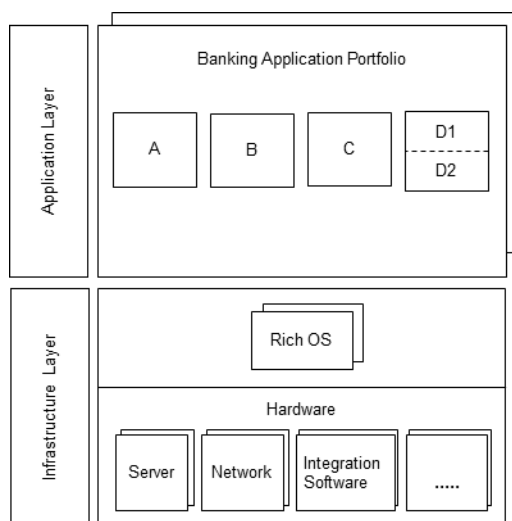 Application Layer
Banking Application Portfolio
A
B
C
D1
D2
Infrastructure Layer
Rich OS
Hardware
Server
Network
Integration
Software
.....